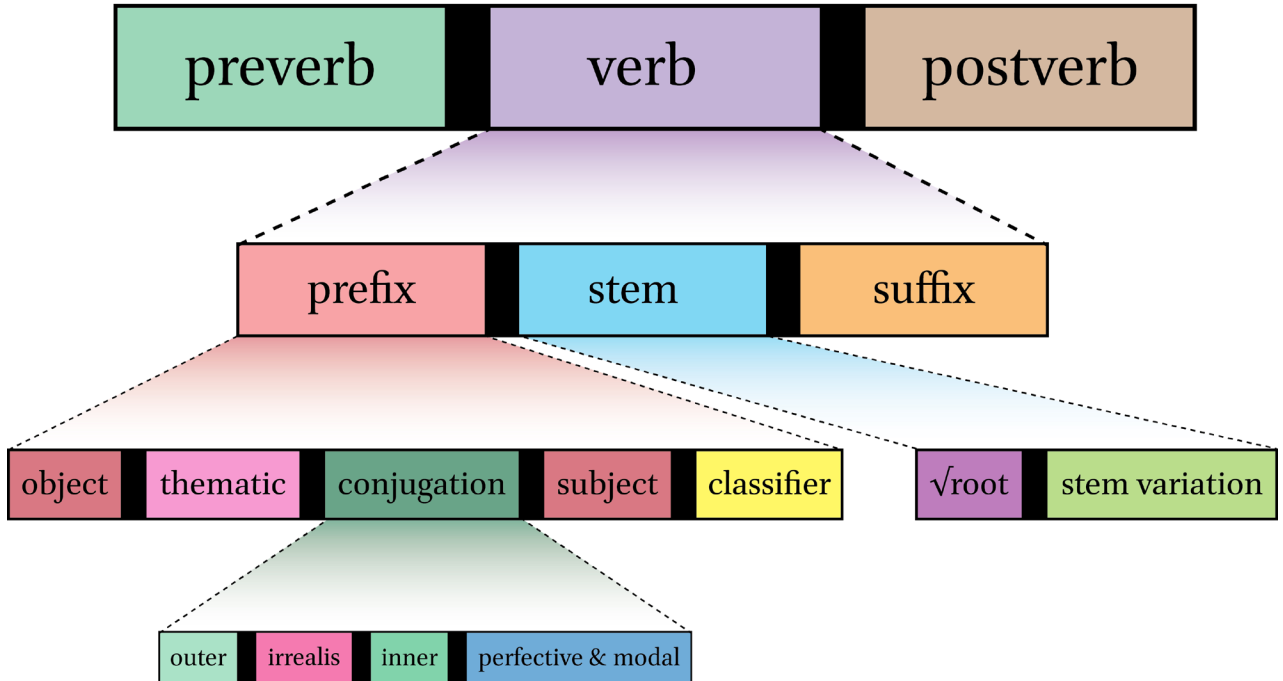 preverb verb postverb
prefix stem suffix
object thematic conjugation subject classifier √root stem variation
outer irrealis inner perfective & modal